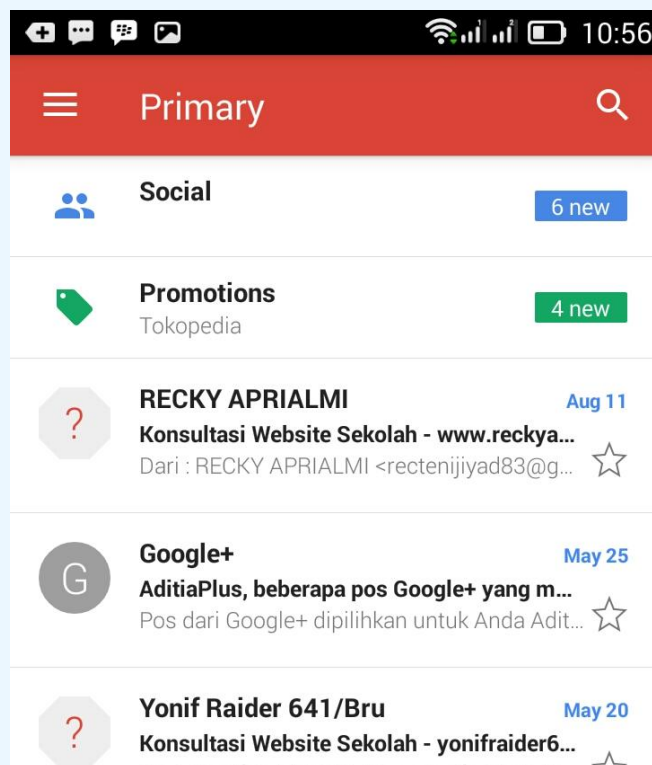 10:56
Primary
Social
6 new
Promotions
4 new
Tokopedia
RECKY APRIALMI
Aug 11
Konsultasi Website Sekolah - www.reckya...
Dari : RECKY APRIALMI <rectenijiyad83@g...
G
Google+
May 25
AditiaPlus, beberapa pos Google+ yang m...
Pos dari Google+ dipilihkan untuk Anda Adit...
Yonif Raider 641/Bru
May 20
Konsultasi Website Sekolah - yonifraider6...